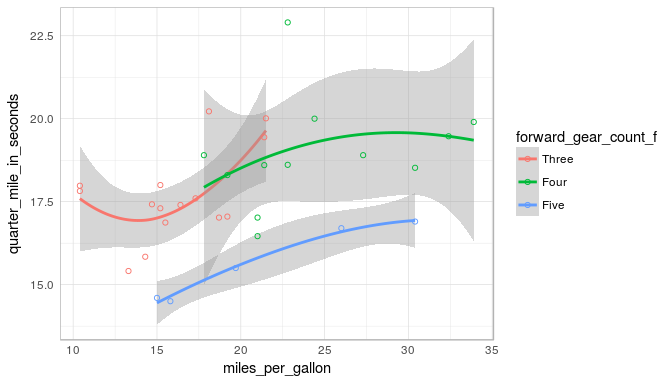 22.5
20.0
17.5
15.0
quarter_mile_in_seconds
10 15 20 25 30 35
miles_per_gallon
forward_gear_count_f
Three
Four
Five